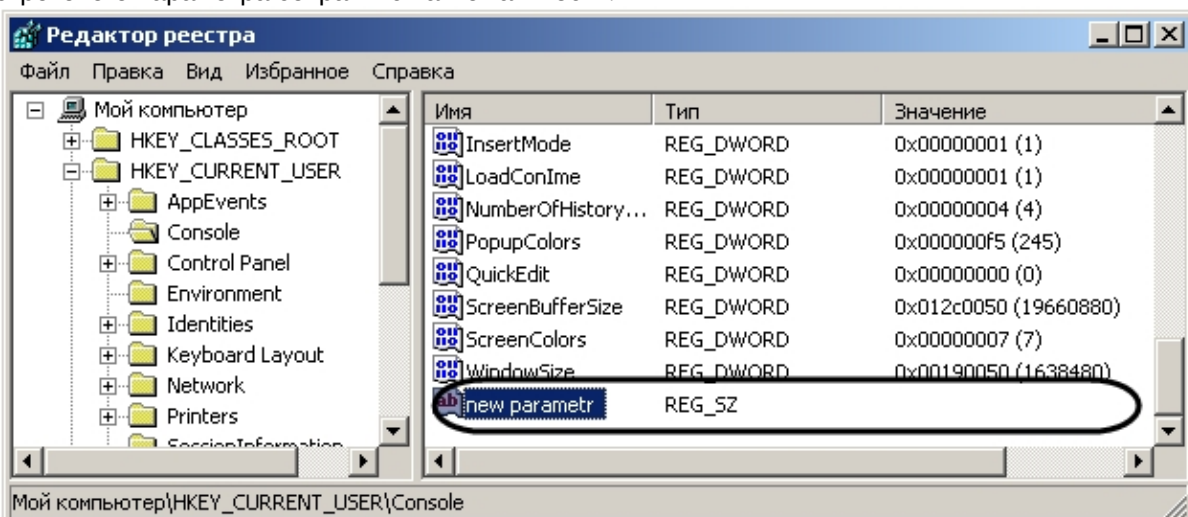 Редактор реестра
Файл Правка Вид Избранное Справка
Мой компьютер
HKEY_CLASSES_ROOT
HKEY_CURRENT_USER
AppEvents
Console
Control Panel
Environment
Identities
Keyboard Layout
Network
Printers
SessionInformation
Имя Тип Значение
InsertMode REG_DWORD 0x00000001 (1)
LoadConIme REG_DWORD 0x00000001 (1)
NumberOfHistory... REG_DWORD 0x00000004 (4)
PopupColors REG_DWORD 0x000000f5 (245)
QuickEdit REG_DWORD 0x00000000 (0)
ScreenBufferSize REG_DWORD 0x012c0050 (19660880)
ScreenColors REG_DWORD 0x00000007 (7)
WindowSize REG_DWORD 0x00190050 (1638480)
new parametr REG_SZ
Мой компьютер\HKEY_CURRENT_USER\Console